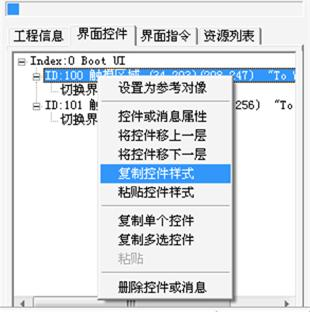 工程信息 界面控件 界面指令 资源列表
Index:0 Boot UI
ID:100 触摸区域 (34,293)(208,247) "To
切换界
设置为参考对像
ID:101 256) "To
切换界
控件或消息属性
将控件移上一层
将控件移下一层
复制控件样式
粘贴控件样式
复制单个控件
复制多选控件
粘贴
删除控件或消息